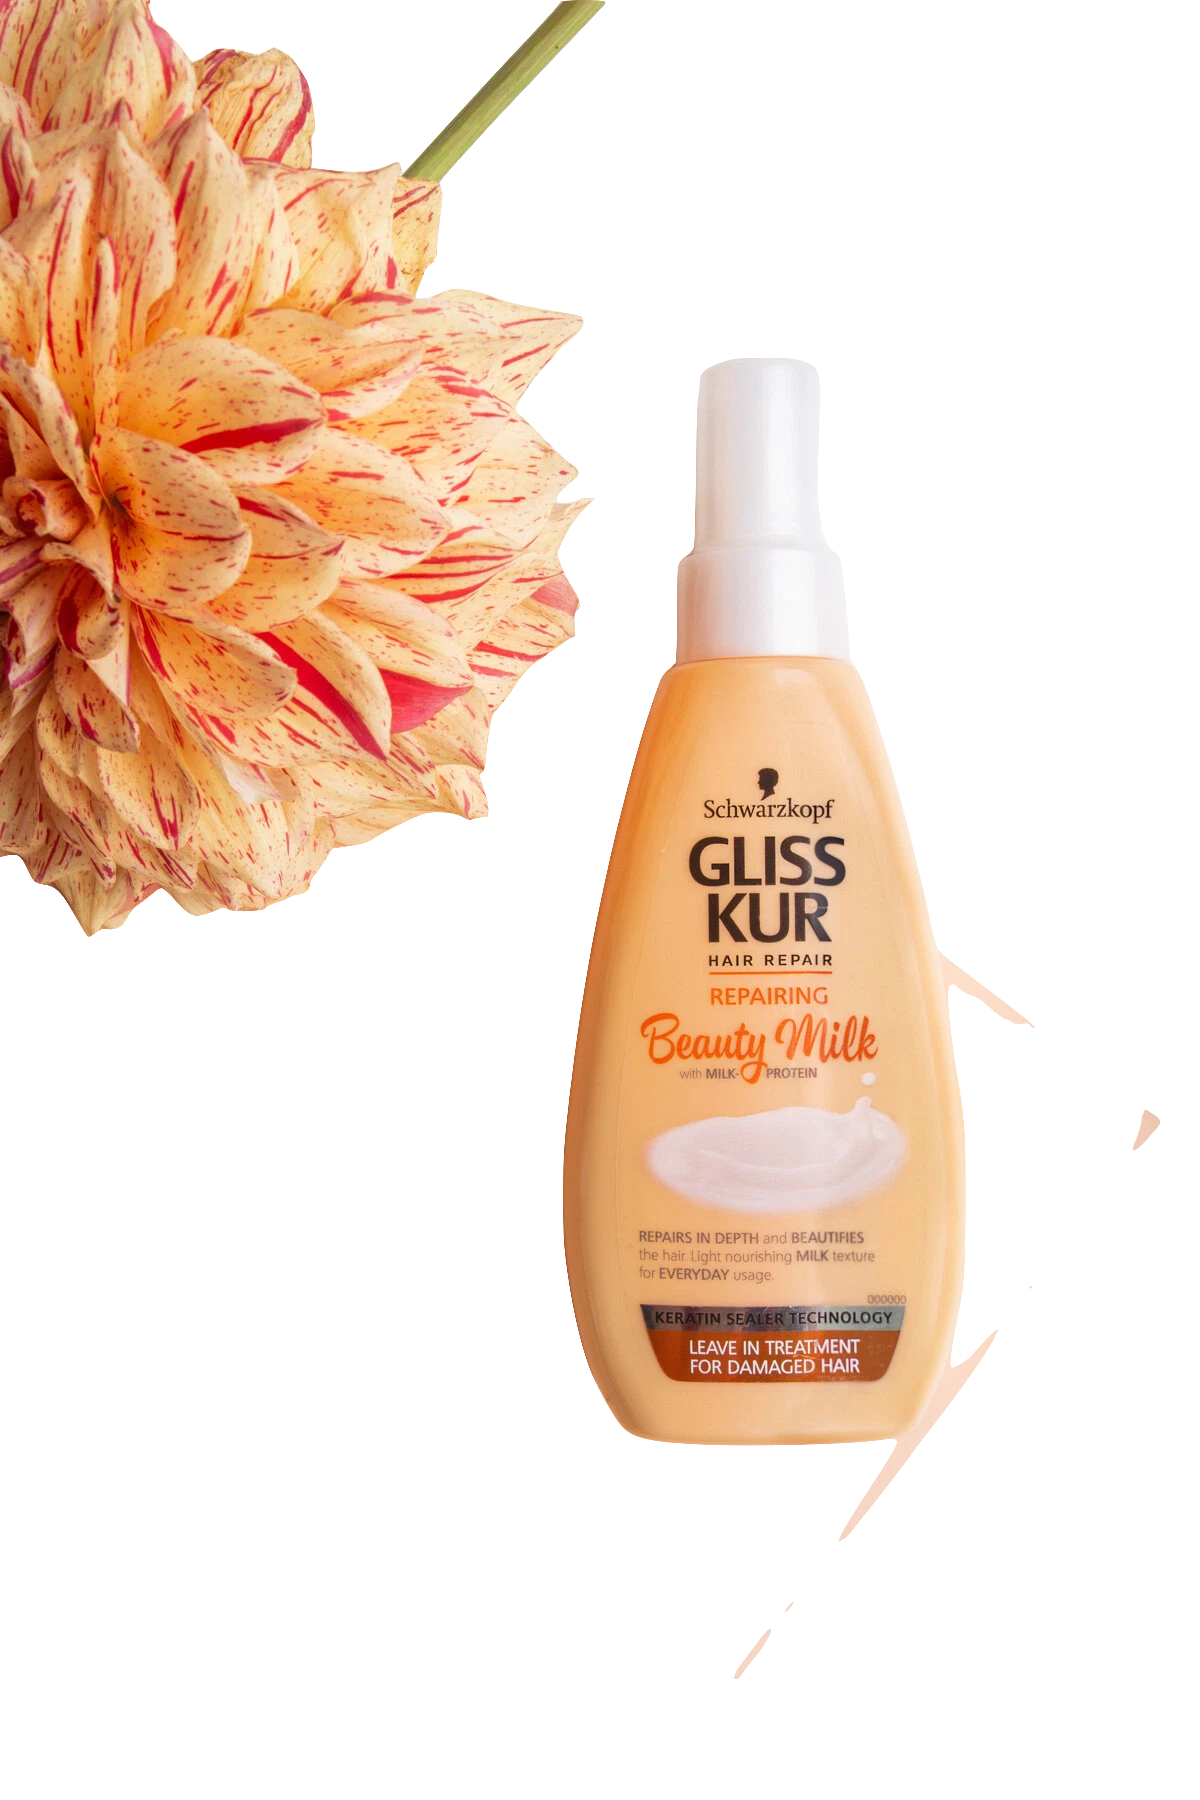 Schwarzkopf
GLISS
KUR
HAIR REPAIR
REPAIRING
Beauty Milk
with MILK-PROTEIN
REPAIRS IN DEPTH and BEAUTIFIES
the hair. Light nourishing MILK texture
for EVERYDAY usage.
000000
KERATIN SEALER TECHNOLOGY
LEAVE IN TREATMENT
FOR DAMAGED HAIR